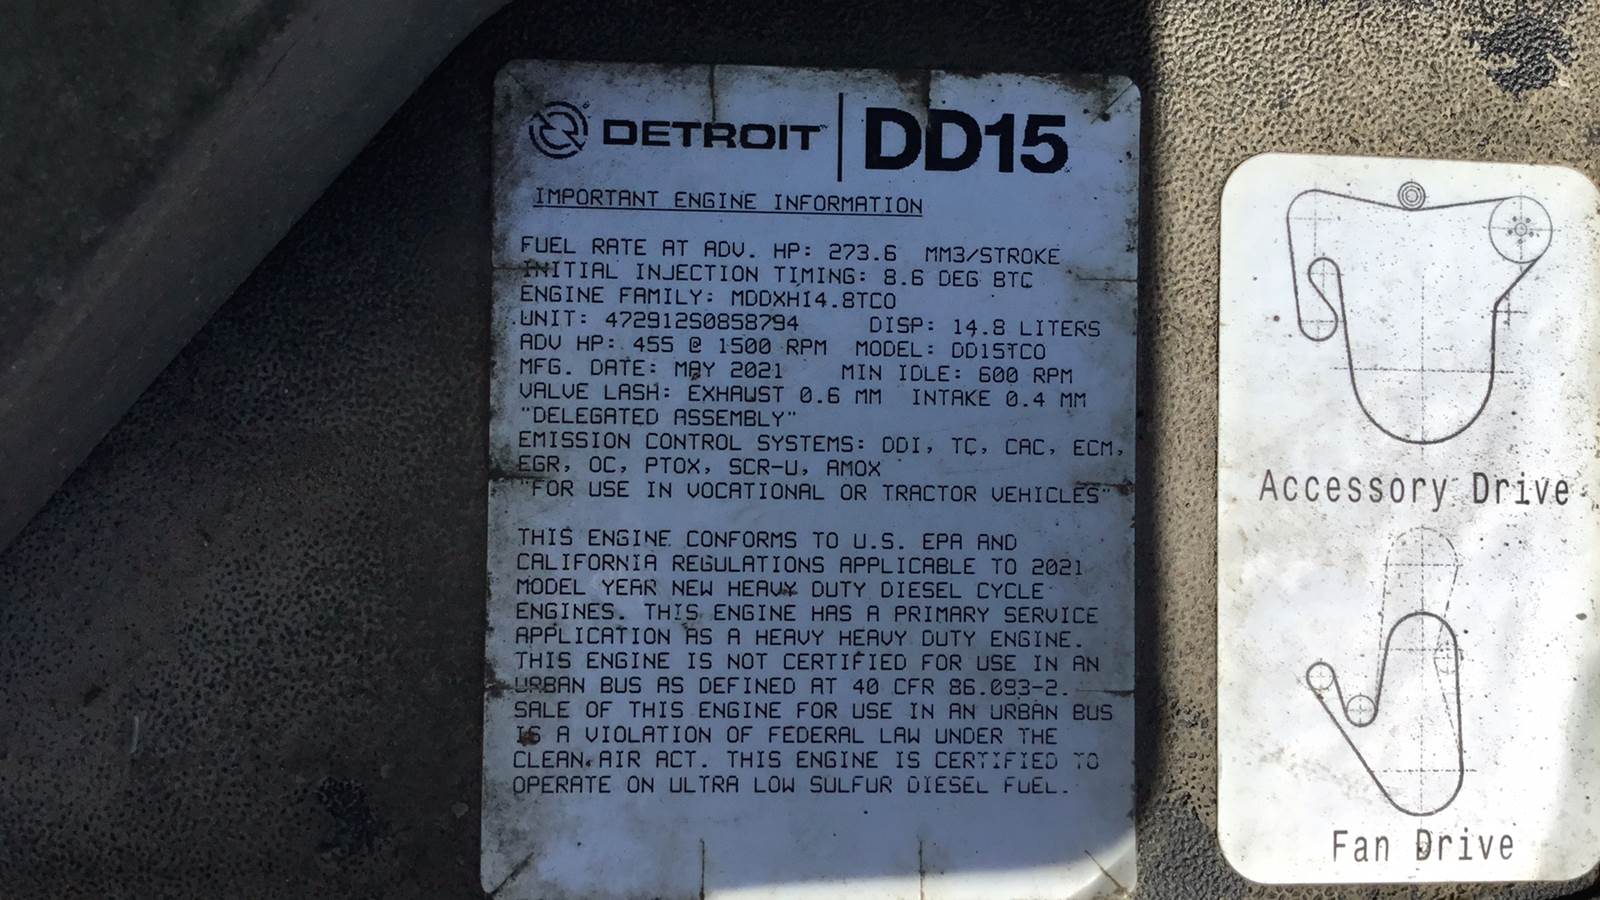 DETROIT DD15
IMPORTANT ENGINE INFORMATION
FUEL RATE AT ADV. HP: 273.6 MM3/STROKE
INITIAL INJECTION TIMING: 8.6 DEG BTC
ENGINE FAMILY: MDDXH14.8TCO
UNIT: 472912S0858794 DISP: 14.8 LITERS
ADV HP: 455 @ 1500 RPM MODEL: DD15TCO
MFG. DATE: MAY 2021 MIN IDLE: 600 RPM
VALVE LASH: EXHAUST 0.6 MM INTAKE 0.4 MM
"DELEGATED ASSEMBLY"
EMISSION CONTROL SYSTEMS: DDI, TC, CAC, ECM,
EGR, OC, PTOX, SCR-U, AMOX
"FOR USE IN VOCATIONAL OR TRACTOR VEHICLES"
THIS ENGINE CONFORMS TO U.S. EPA AND
CALIFORNIA REGULATIONS APPLICABLE TO 2021
MODEL YEAR NEW HEAVY DUTY DIESEL CYCLE
ENGINES. THIS ENGINE HAS A PRIMARY SERVICE
APPLICATION AS A HEAVY HEAVY DUTY ENGINE.
THIS ENGINE IS NOT CERTIFIED FOR USE IN AN
URBAN BUS AS DEFINED AT 40 CFR 86.093-2.
SALE OF THIS ENGINE FOR USE IN AN URBAN BUS
IS A VIOLATION OF FEDERAL LAW UNDER THE
CLEAN AIR ACT. THIS ENGINE IS CERTIFIED TO
OPERATE ON ULTRA LOW SULFUR DIESEL FUEL.
Accessory Drive
Fan Drive